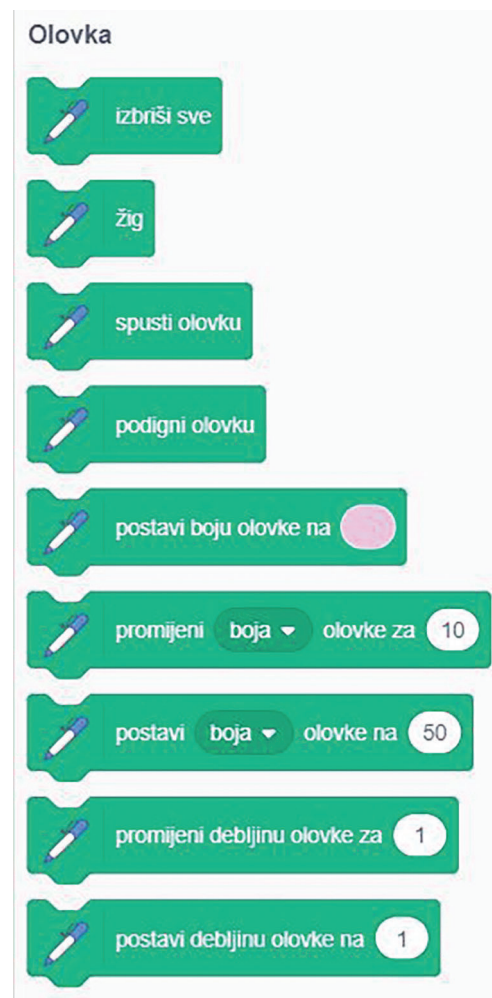 Olovka
izbriši sve
žig
spusti olovku
podigni olovku
postavi boju olovke na
promijeni boja olovke za 10
postavi boja olovke na 50
promijeni debljinu olovke za 1
postavi debljinu olovke na 1